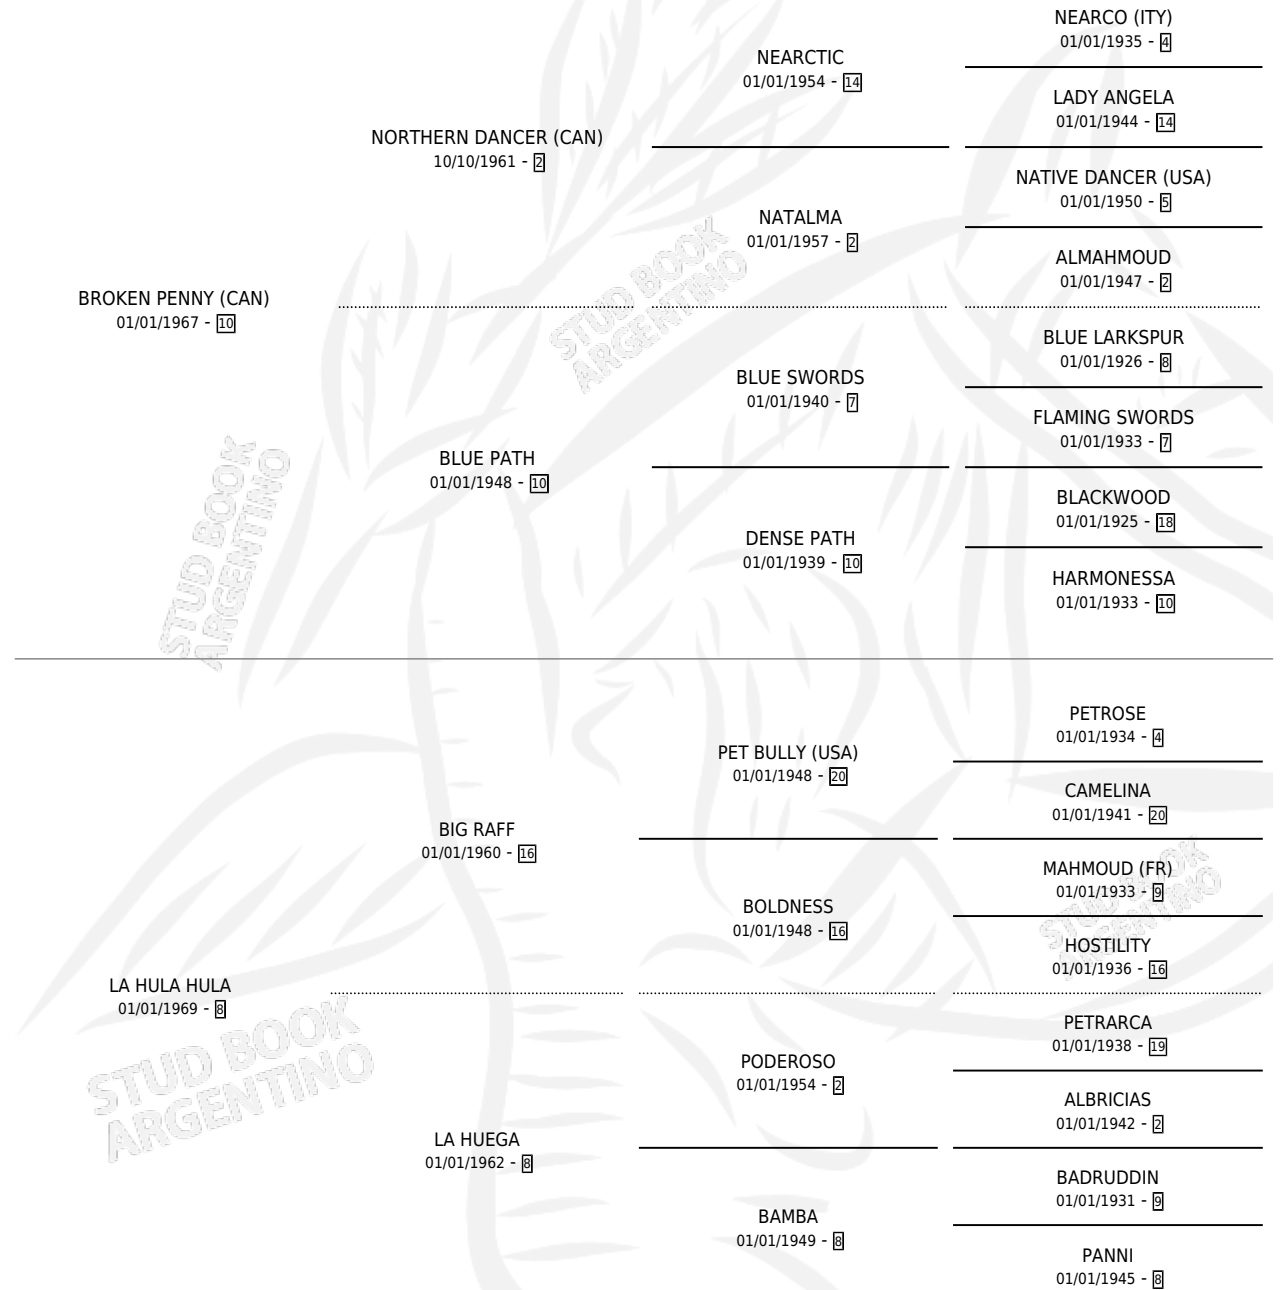 NEARCO (ITY)
01/01/1935 - 4
NEARCTIC
01/01/1954 - 14
LADY ANGELA
01/01/1944 - 14
NORTHERN DANCER (CAN)
10/10/1961 - 2
NATIVE DANCER (USA)
01/01/1950 - 5
NATALMA
01/01/1957 - 2
ALMAHMOUD
01/01/1947 - 2
BROKEN PENNY (CAN)
01/01/1967 - 10
BLUE LARKSPUR
01/01/1926 - 8
BLUE SWORDS
01/01/1940 - 7
FLAMING SWORDS
01/01/1933 - 7
BLUE PATH
01/01/1948 - 10
BLACKWOOD
01/01/1925 - 18
DENSE PATH
01/01/1939 - 10
HARMONESSA
01/01/1933 - 10
PETROSE
01/01/1934 - 4
PET BULLY (USA)
01/01/1948 - 20
CAMELINA
01/01/1941 - 20
BIG RAFF
01/01/1960 - 16
MAHMOUD (FR)
01/01/1933 - 9
BOLDNESS
01/01/1948 - 16
HOSTILITY
01/01/1936 - 16
LA HULA HULA
01/01/1969 - 8
PETRARCA
01/01/1938 - 19
PODEROSO
01/01/1954 - 2
ALBRICIAS
01/01/1942 - 2
LA HUEGA
01/01/1962 - 8
BADRUDDIN
01/01/1931 - 9
BAMBA
01/01/1949 - 8
PANNI
01/01/1945 - 8
STUD BOOK
ARGENTINO
STUD BOOK
ARGENTINO
STUD BOOK
ARGENTINO
STUD BOOK
ARGENTINO